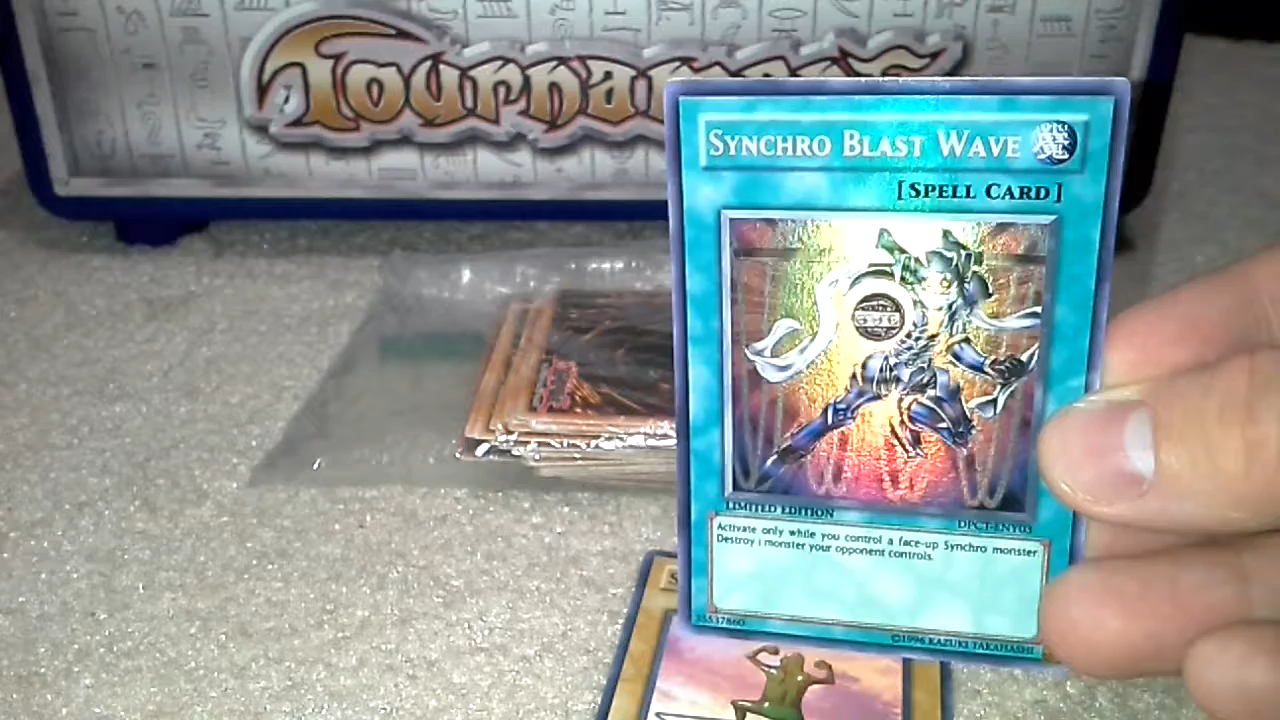 SYNCHRO BLAST WAVE
[SPELL CARD]
LIMITED EDITION
DPCT-ENY03
Activate only while you control a face-up Synchro monster.
Destroy 1 monster your opponent controls.
©1996 KAZUKI TAKAHASHI